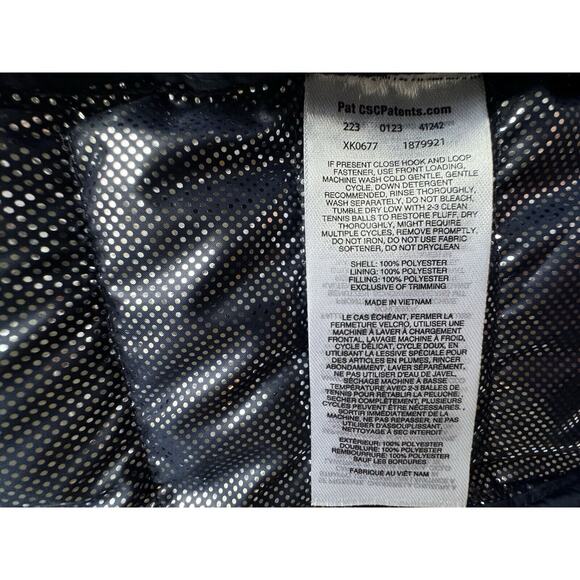 Pat CSCPatents.com
223 0123 41242
XK0677 1879921
IF PRESENT CLOSE HOOK AND LOOP
FASTENER, USE FRONT LOADING,
MACHINE WASH COLD GENTLE, GENTLE
CYCLE, DOWN DETERGENT
RECOMMENDED, RINSE THOROUGHLY,
WASH SEPARATELY, DO NOT BLEACH,
TUMBLE DRY LOW WITH 2-3 CLEAN
TENNIS BALLS TO RESTORE FLUFF, DRY
THOROUGHLY, MIGHT REQUIRE
MULTIPLE CYCLES, REMOVE PROMPTLY,
DO NOT IRON, DO NOT USE FABRIC
SOFTENER, DO NOT DRYCLEAN
SHELL: 100% POLYESTER
LINING: 100% POLYESTER
FILLING: 100% POLYESTER
EXCLUSIVE OF TRIMMING
MADE IN VIETNAM
LE CAS ÉCHÉANT, FERMER LA
FERMETURE VELCRO, UTILISER UNE
MACHINE À LAVER À CHARGEMENT
FRONTAL, LAVAGE MACHINE À FROID,
CYCLE DÉLICAT, CYCLE DOUX, EN
UTILISANT LA LESSIVE SPÉCIALE POUR
DES ARTICLES EN PLUMES, RINCER
ABONDAMMENT, LAVER SÉPARÉMENT,
NE PAS UTILISER D'EAU DE JAVEL,
SÉCHAGE MACHINE À BASSE
TEMPÉRATURE AVEC 2-3 BALLES DE
TENNIS POUR RÉTABLIR LA PELUCHE,
SÉCHER COMPLÈTEMENT, PLUSIEURS
CYCLES PEUVENT ÊTRE NÉCESSAIRES,
SORTIR IMMÉDIATEMENT DE LA
MACHINE, NE PAS REPASSER, NE PAS
UTILISER D'ASSOUPLISSANT,
NETTOYAGE À SEC INTERDIT
EXTÉRIEUR: 100% POLYESTER
DOUBLURE: 100% POLYESTER
REMBOURRURE: 100% POLYESTER
SAUF LES BORDURES
FABRIQUÉ AU VIÊT NAM